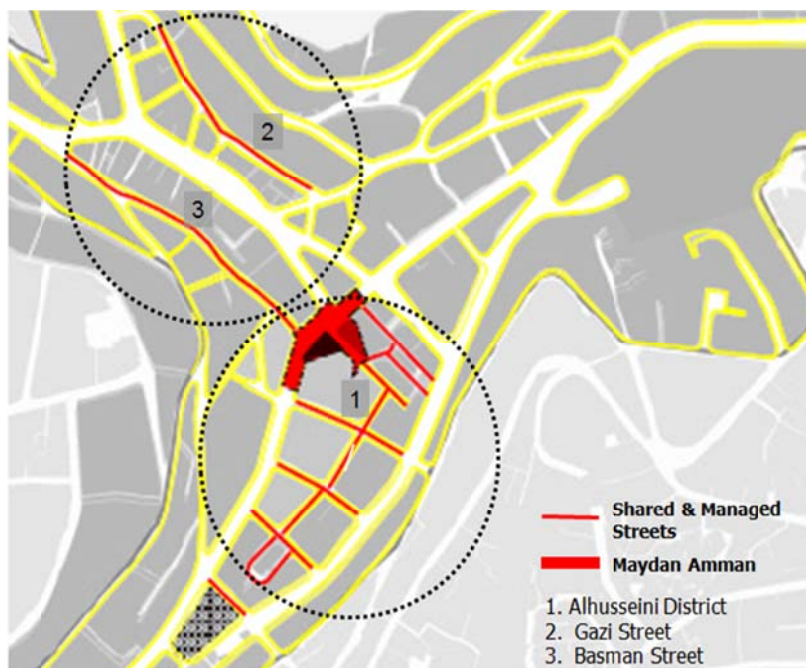 2
3
1
Shared & Managed
Streets
Maydan Amman
1. Alhusseini District
2. Gazi Street
3. Basman Street